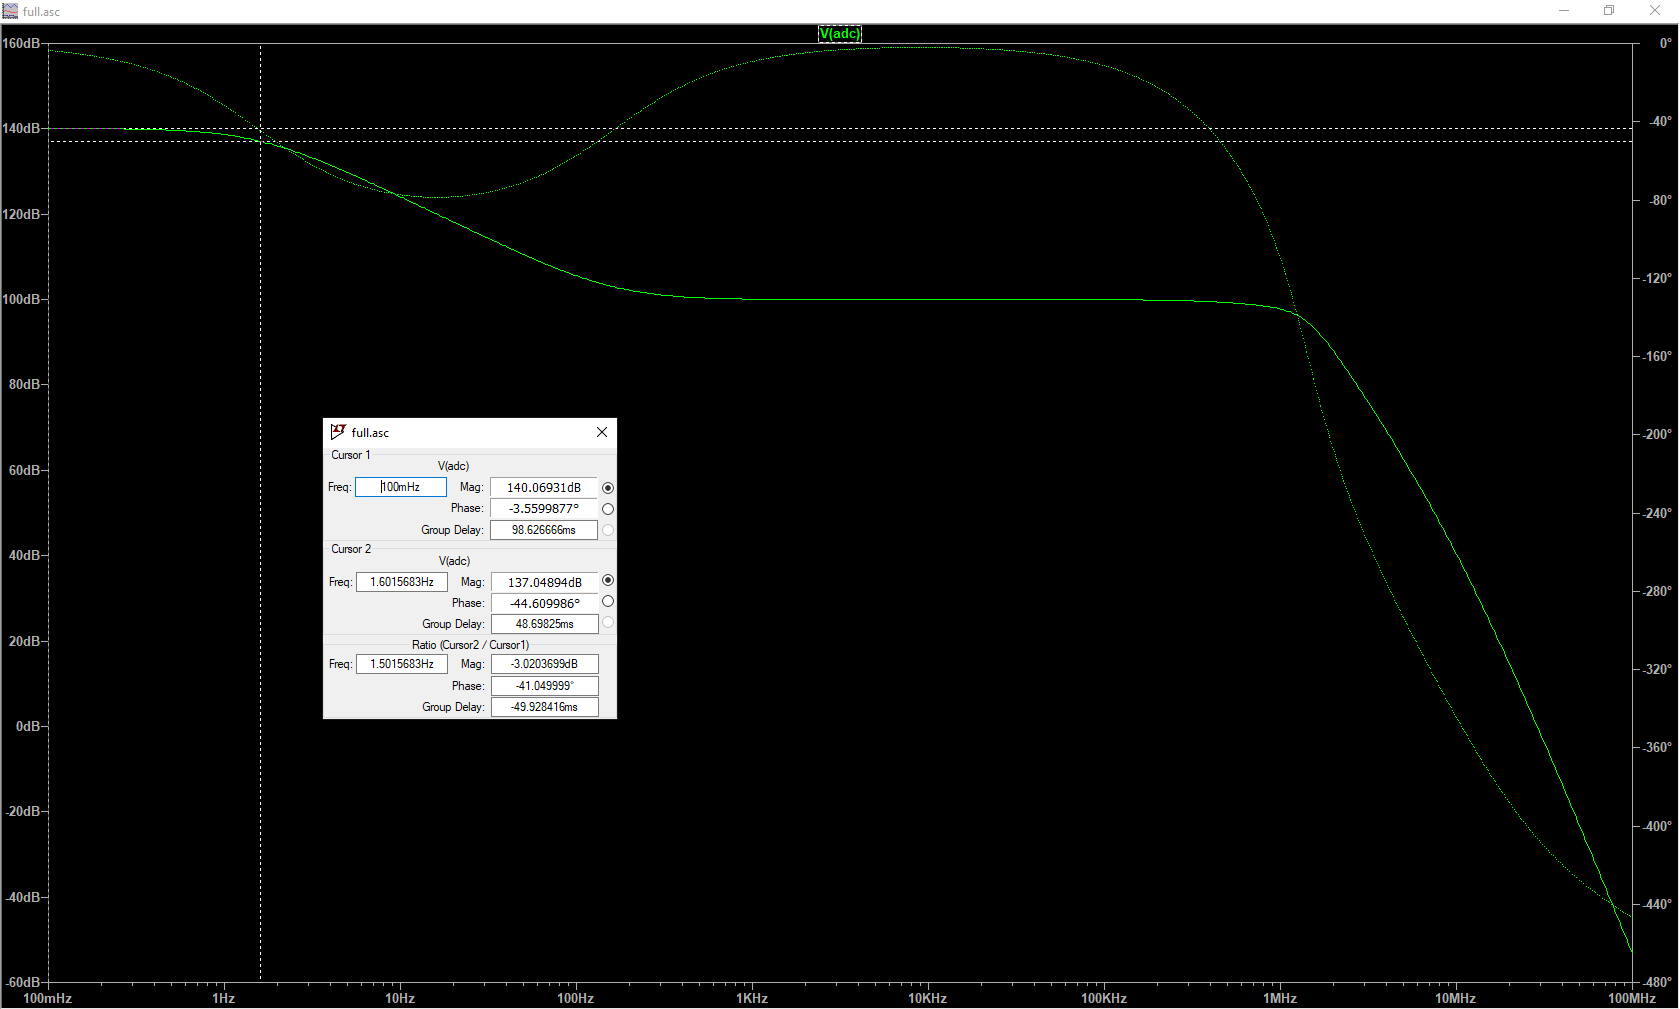 full.asc
V(adc)
160dB
140dB
120dB
100dB
80dB
60dB
40dB
20dB
0dB
-20dB
-40dB
-60dB
0°
-40°
-80°
-120°
-160°
-200°
-240°
-280°
-320°
-360°
-400°
-440°
-480°
100mHz 1Hz 10Hz 100Hz 1KHz 10KHz 100KHz 1MHz 10MHz 100MHz
full.asc
Cursor 1
V(adc)
Freq: 100mHz Mag: 140.06931dB
Phase: -3.5599877°
Group Delay: 98.626666ms
Cursor 2
V(adc)
Freq: 1.6015683Hz Mag: 137.04894dB
Phase: -44.609986°
Group Delay: 48.69825ms
Ratio (Cursor2 / Cursor1)
Freq: 1.5015683Hz Mag: -3.0203699dB
Phase: -41.049999°
Group Delay: -49.928416ms